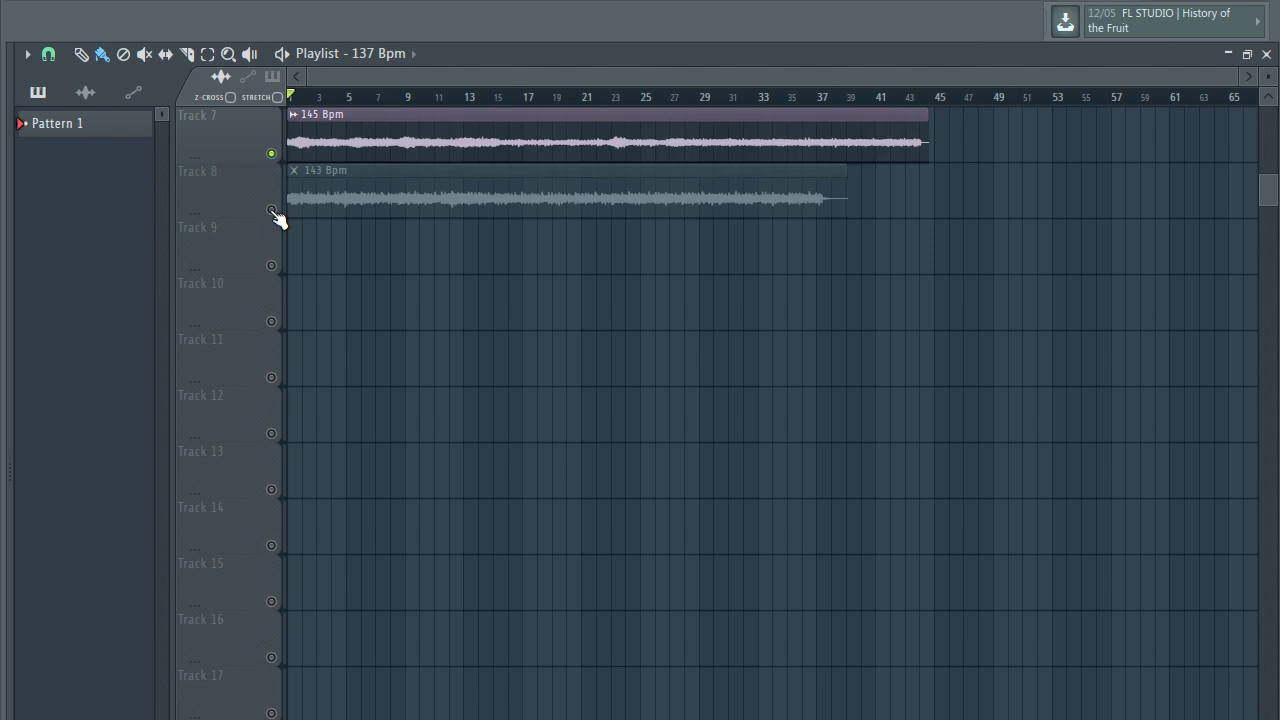 12/05 FL STUDIO | History of
the Fruit
Playlist - 137 Bpm
Z-CROSS STRETCH
1 3 5 7 9 11 13 15 17 19 21 23 25 27 29 31 33 35 37 39 41 43 45 47 49 51 53 55 57 59 61 63 65
Pattern 1
Track 7
145 Bpm
...
Track 8
143 Bpm
...
Track 9
...
Track 10
...
Track 11
...
Track 12
...
Track 13
...
Track 14
...
Track 15
...
Track 16
...
Track 17
...